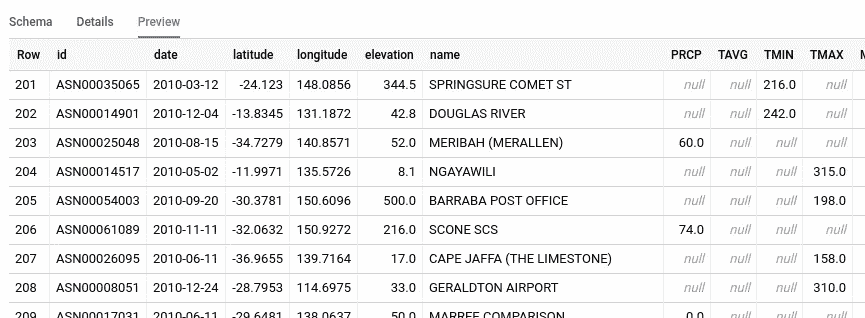 Schema Details Preview
Row id date latitude longitude elevation name PRCP TAVG TMIN TMAX
201 ASN00035065 2010-03-12 -24.123 148.0856 344.5 SPRINGSURE COMET ST null null 216.0 null
202 ASN00014901 2010-12-04 -13.8345 131.1872 42.8 DOUGLAS RIVER null null 242.0 null
203 ASN00025048 2010-08-15 -34.7279 140.8571 52.0 MERIBAH (MERALLEN) 60.0 null null null
204 ASN00014517 2010-05-02 -11.9971 135.5726 8.1 NGAYAWILI null null null 315.0
205 ASN00054003 2010-09-20 -30.3781 150.6096 500.0 BARRABA POST OFFICE null null null 198.0
206 ASN00061089 2010-11-11 -32.0632 150.9272 216.0 SCONE SCS 74.0 null null null
207 ASN00026095 2010-06-11 -36.9655 139.7164 17.0 CAPE JAFFA (THE LIMESTONE) null null null 158.0
208 ASN00008051 2010-12-24 -28.7953 114.6975 33.0 GERALDTON AIRPORT null null null 310.0
209 ASN00017031 2010-06-11 -29.6481 138.0637 50.0 MARREE COMPARISON 0.0 null null null